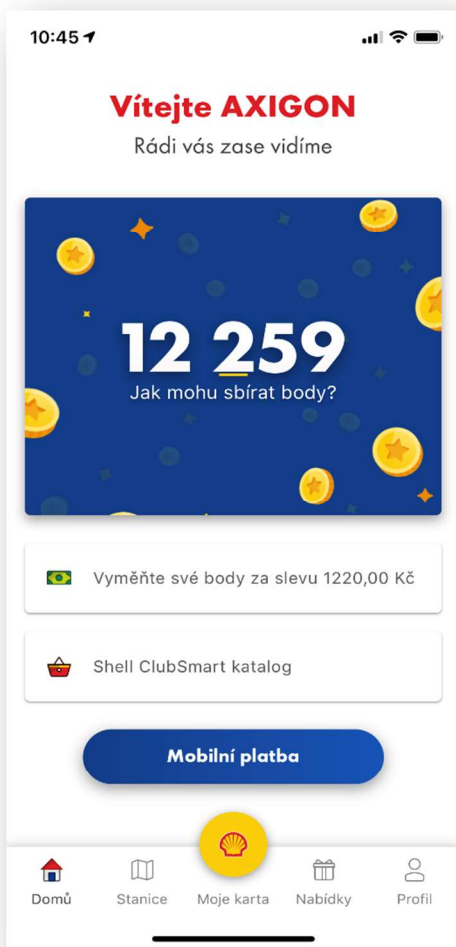 10:45
Vítejte AXIGON
Rádi vás zase vidíme
12 259
Jak mohu sbírat body?
Vyměňte své body za slevu 1220,00 Kč
Shell ClubSmart katalog
Mobilní platba
Domů
Stanice
Moje karta
Nabídky
Profil